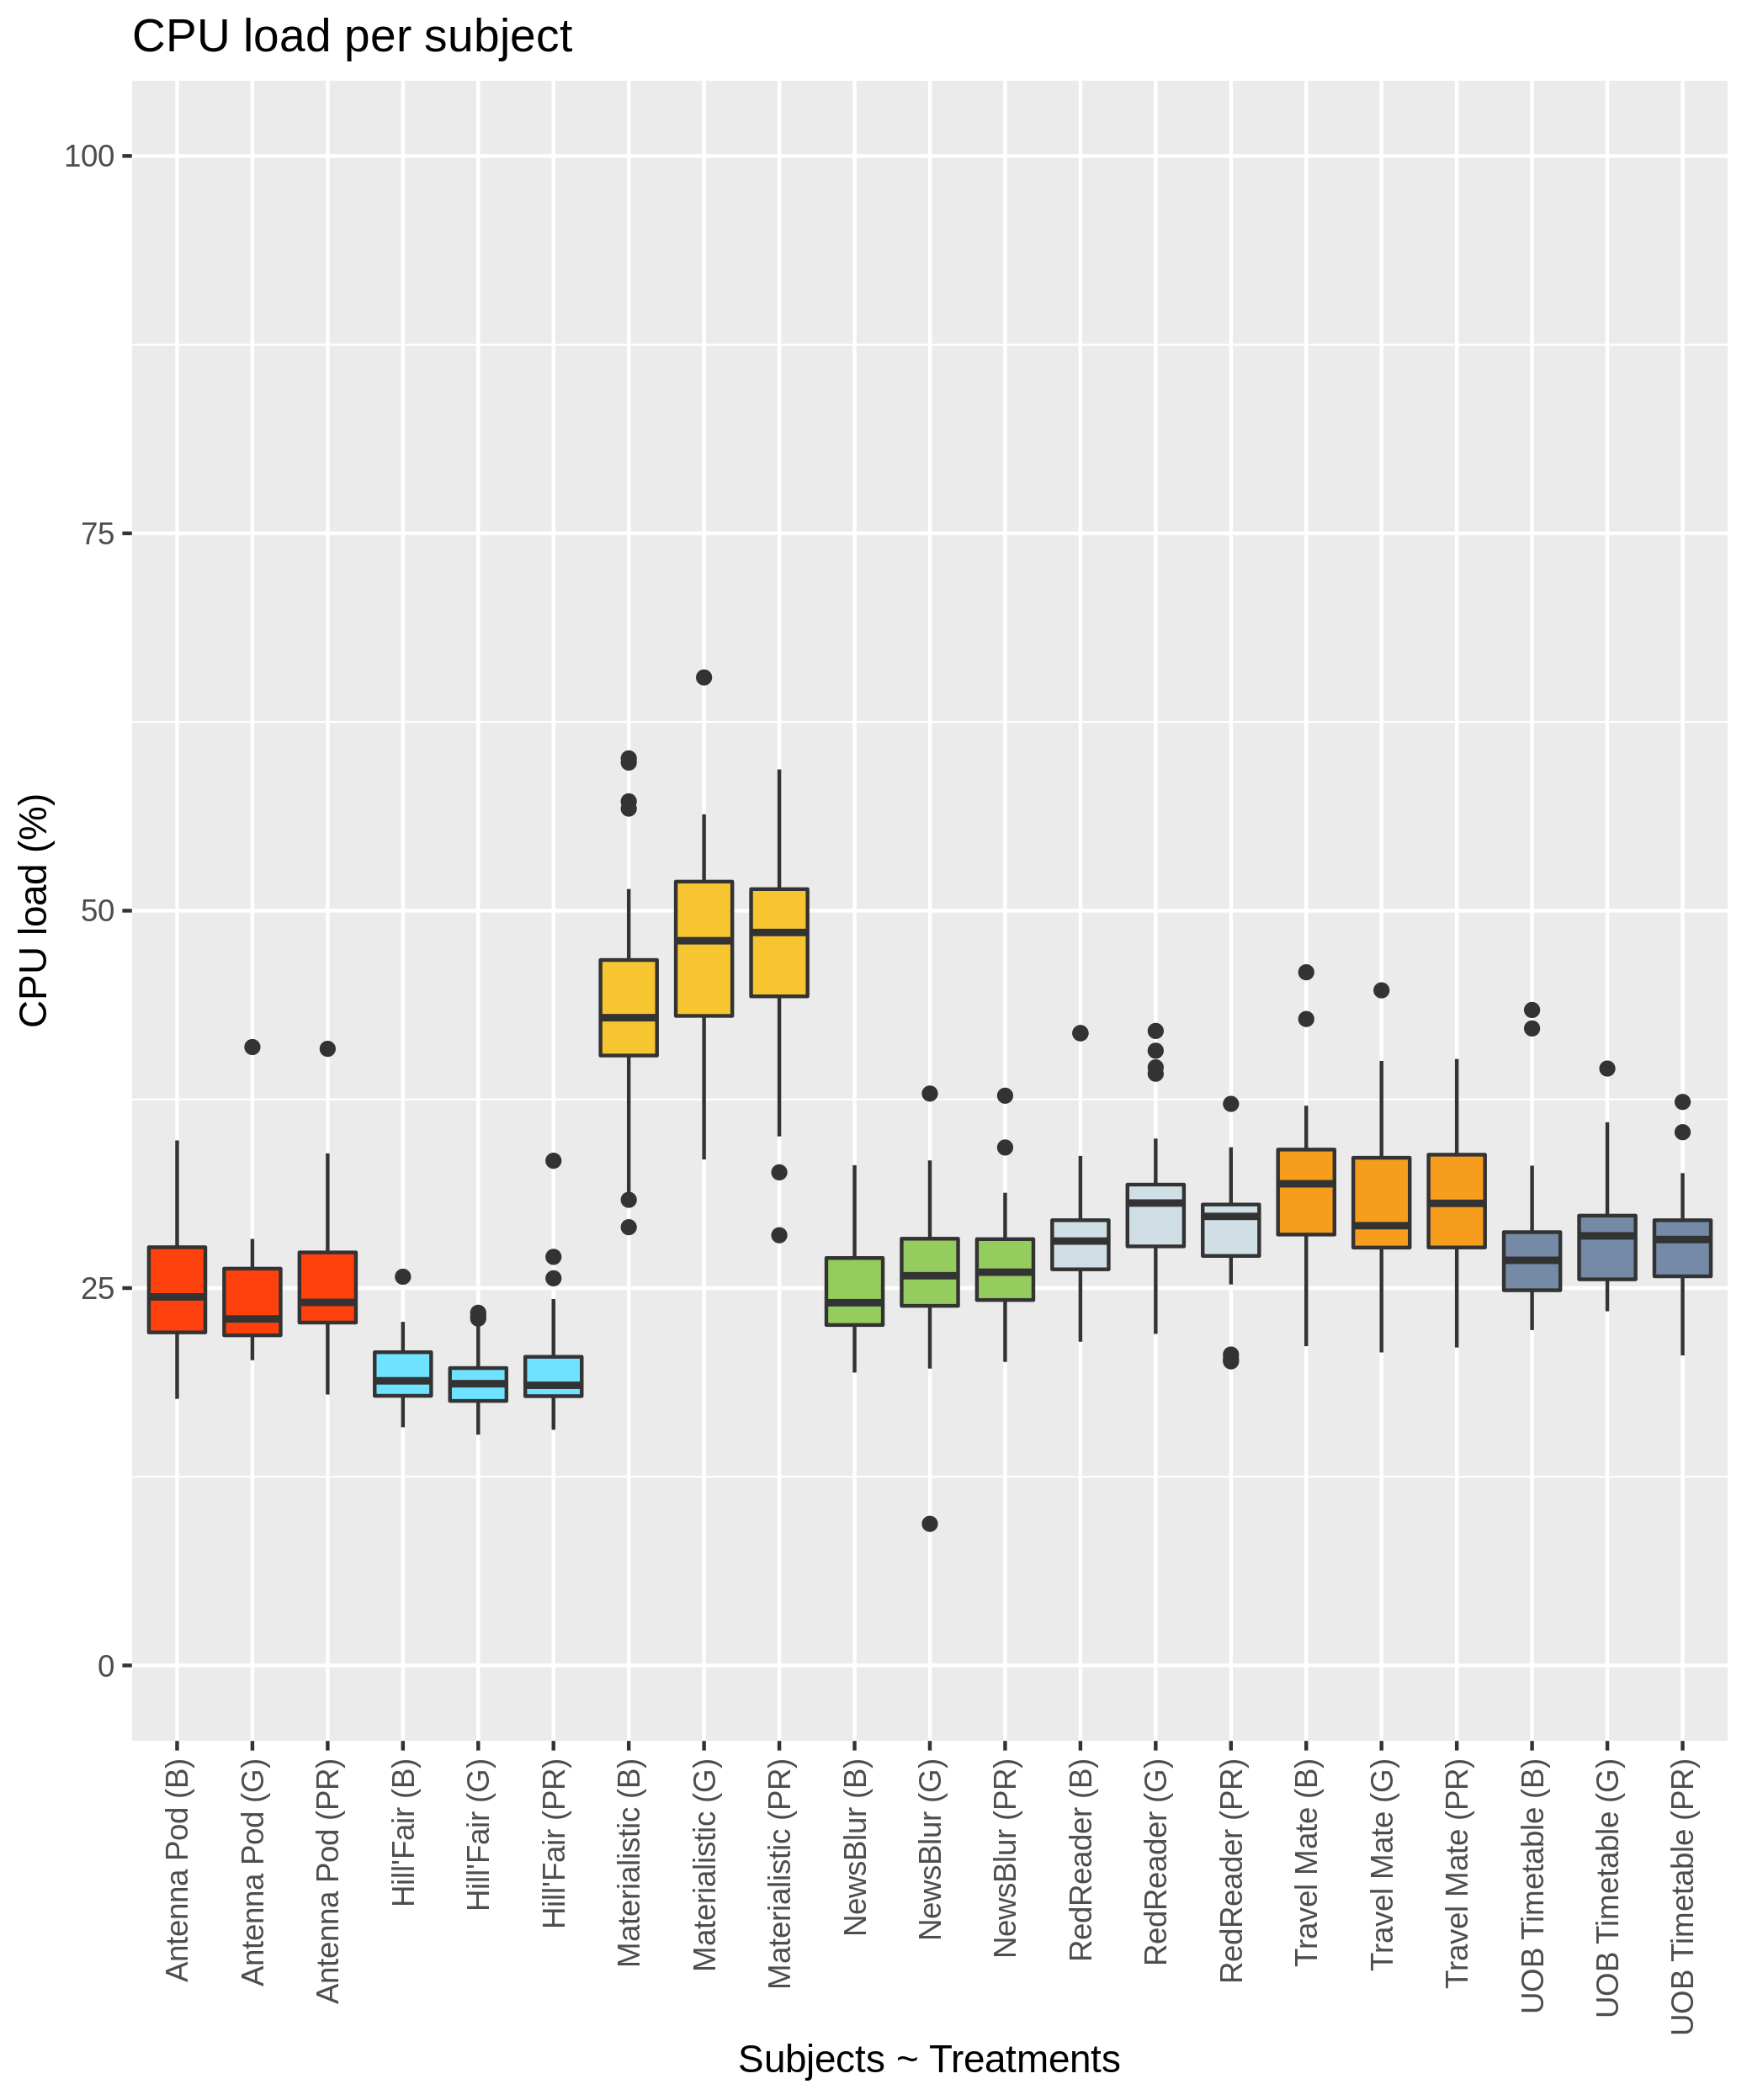 CPU load per subject
CPU load (%)
100
75
50
25
0
Antenna Pod (B)
Antenna Pod (G)
Antenna Pod (PR)
Hill'Fair (B)
Hill'Fair (G)
Hill'Fair (PR)
Materialistic (B)
Materialistic (G)
Materialistic (PR)
NewsBlur (B)
NewsBlur (G)
NewsBlur (PR)
RedReader (B)
RedReader (G)
RedReader (PR)
Travel Mate (B)
Travel Mate (G)
Travel Mate (PR)
UOB Timetable (B)
UOB Timetable (G)
UOB Timetable (PR)
Subjects ~ Treatments